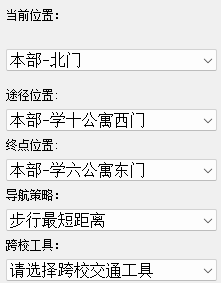 当前位置：
本部-北门
途径位置：
本部-学十公寓西门
终点位置：
本部-学六公寓东门
导航策略：
步行最短距离
跨校工具：
请选择跨校交通工具